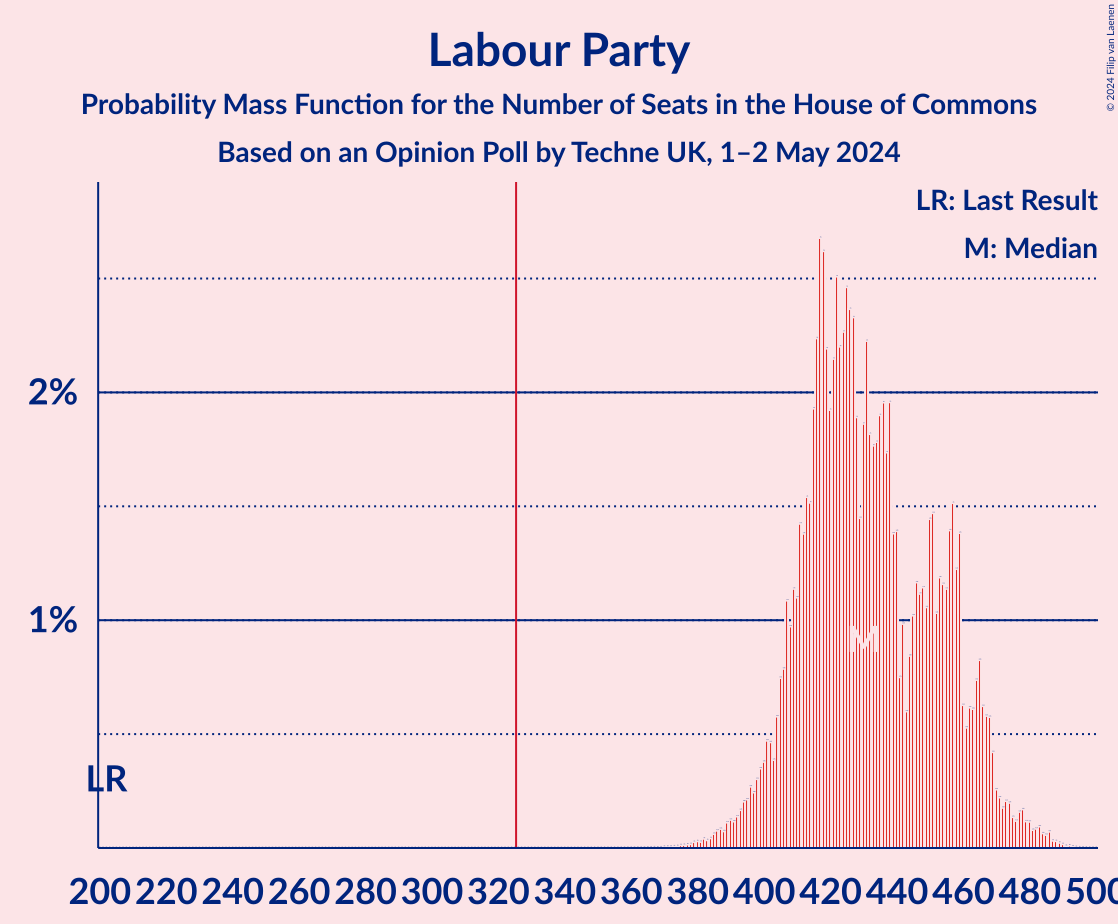 Labour Party
Probability Mass Function for the Number of Seats in the House of Commons
Based on an Opinion Poll by Techne UK, 1–2 May 2024
© 2024 Filip van Laenen
LR: Last Result
M: Median
2%
1%
M
LR
200 220 240 260 280 300 320 340 360 380 400 420 440 460 480 500